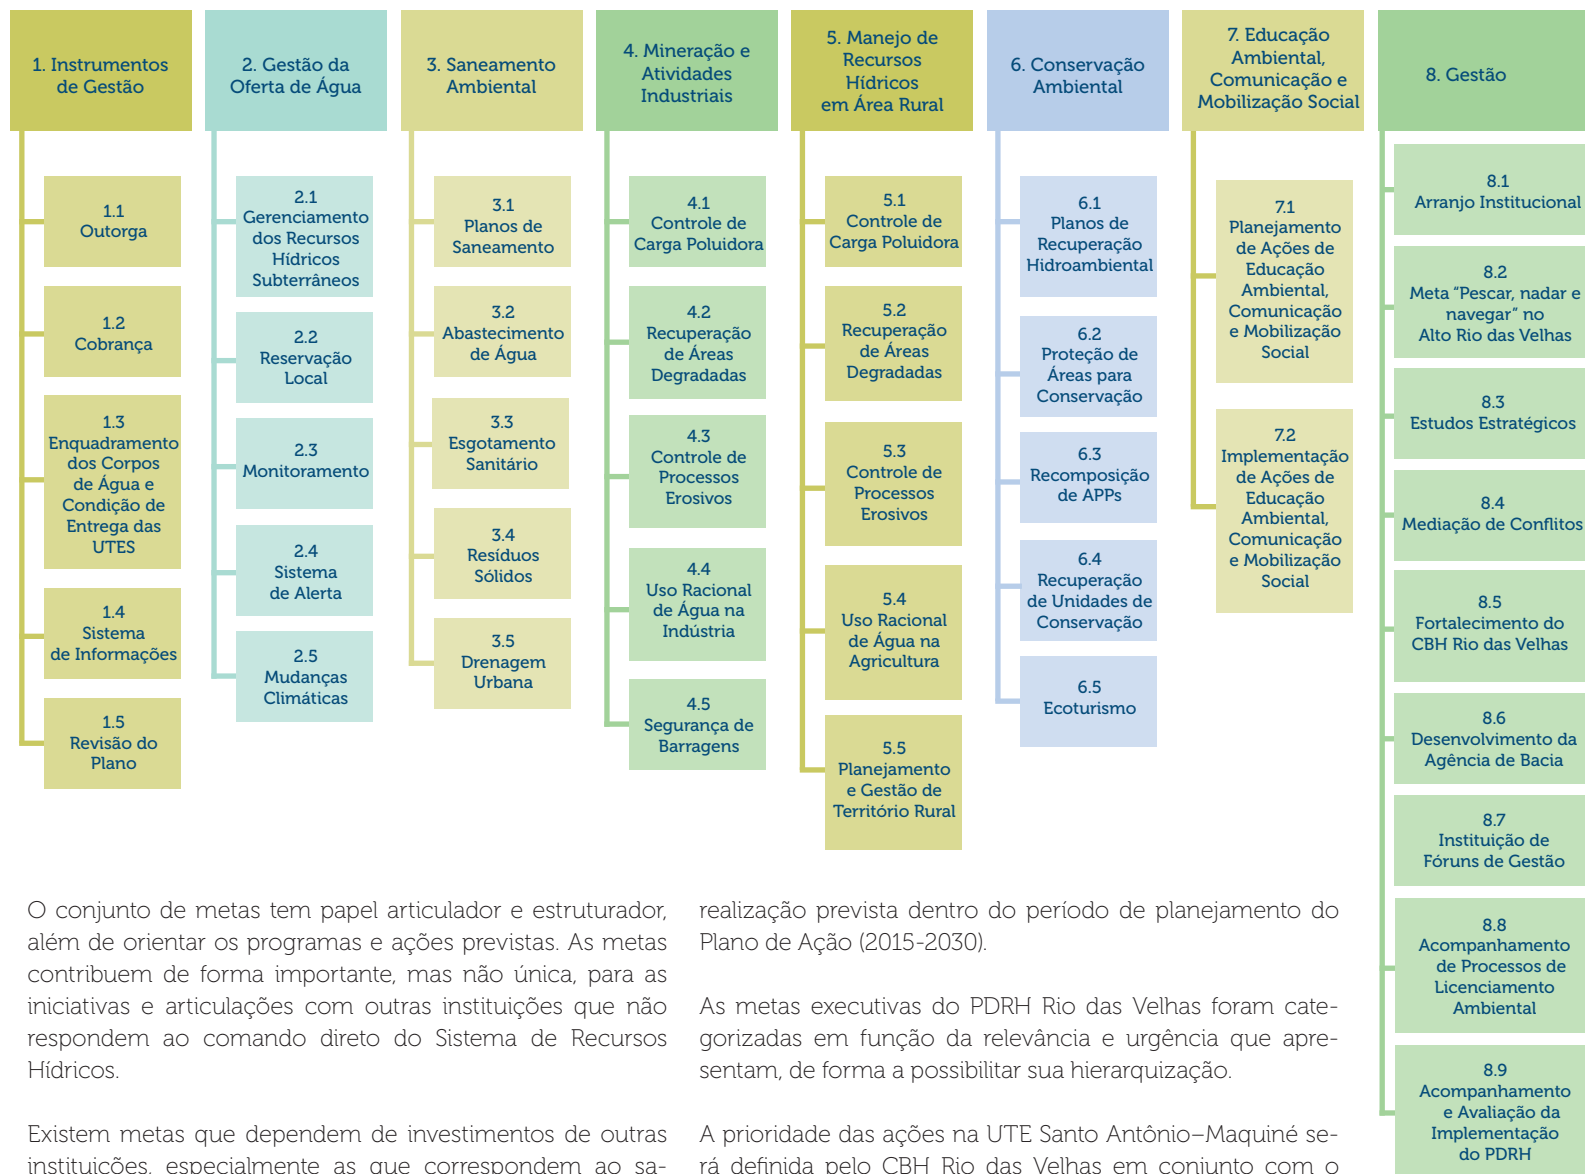 1. Instrumentos
de Gestão
1.1
Outorga
1.2
Cobrança
1.3
Enquadramento
dos Corpos
de Água e
Condição de
Entrega das
UTES
1.4
Sistema
de Informações
1.5
Revisão do
Plano
2. Gestão da
Oferta de Água
2.1
Gerenciamento
dos Recursos
Hídricos
Subterrâneos
2.2
Reservação
Local
2.3
Monitoramento
2.4
Sistema
de Alerta
2.5
Mudanças
Climáticas
3. Saneamento
Ambiental
3.1
Planos de
Saneamento
3.2
Abastecimento
de Água
3.3
Esgotamento
Sanitário
3.4
Resíduos
Sólidos
3.5
Drenagem
Urbana
4. Mineração e
Atividades
Industriais
4.1
Controle de
Carga Poluidora
4.2
Recuperação
de Áreas
Degradadas
4.3
Controle de
Processos
Erosivos
4.4
Uso Racional
de Água na
Indústria
4.5
Segurança de
Barragens
5. Manejo de
Recursos
Hídricos
em Área Rural
5.1
Controle de
Carga Poluidora
5.2
Recuperação
de Áreas
Degradadas
5.3
Controle de
Processos
Erosivos
5.4
Uso Racional
de Água na
Agricultura
5.5
Planejamento
e Gestão de
Território Rural
6. Conservação
Ambiental
6.1
Planos de
Recuperação
Hidroambiental
6.2
Proteção de
Áreas para
Conservação
6.3
Recomposição
de APPs
6.4
Recuperação
de Unidades de
Conservação
6.5
Ecoturismo
7. Educação
Ambiental,
Comunicação e
Mobilização Social
7.1
Planejamento
de Ações de
Educação
Ambiental,
Comunicação
e Mobilização
Social
7.2
Implementação
de Ações de
Educação
Ambiental,
Comunicação
e Mobilização
Social
8. Gestão
8.1
Arranjo Institucional
8.2
Meta "Pescar, nadar e
navegar" no
Alto Rio das Velhas
8.3
Estudos Estratégicos
8.4
Mediação de Conflitos
8.5
Fortalecimento do
CBH Rio das Velhas
8.6
Desenvolvimento da
Agência de Bacia
8.7
Instituição de
Fóruns de Gestão
8.8
Acompanhamento
de Processos de
Licenciamento
Ambiental
8.9
Acompanhamento
e Avaliação da
Implementação
do PDRH
O conjunto de metas tem papel articulador e estruturador,
além de orientar os programas e ações previstas. As metas
contribuem de forma importante, mas não única, para as
iniciativas e articulações com outras instituições que não
respondem ao comando direto do Sistema de Recursos
Hídricos.
Existem metas que dependem de investimentos de outras
instituições, especialmente as que correspondem ao sa-
realização prevista dentro do período de planejamento do
Plano de Ação (2015-2030).
As metas executivas do PDRH Rio das Velhas foram cate-
gorizadas em função da relevância e urgência que apre-
sentam, de forma a possibilitar sua hierarquização.
A prioridade das ações na UTE Santo Antônio–Maquiné se-
rá definida pelo CBH Rio das Velhas em conjunto com o